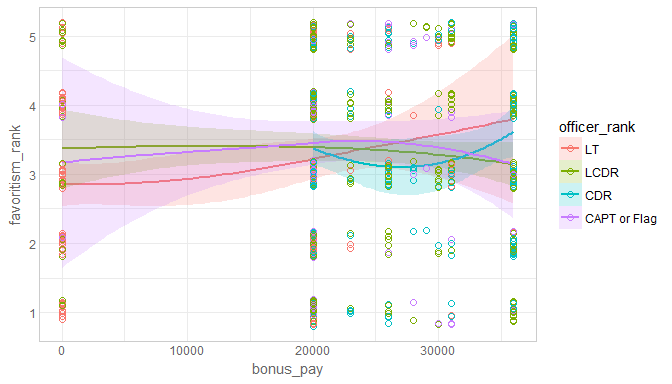 favoritism_rank
5
4
3
2
1
0
10000
20000
30000
bonus_pay
officer_rank
LT
LCDR
CDR
CAPT or Flag